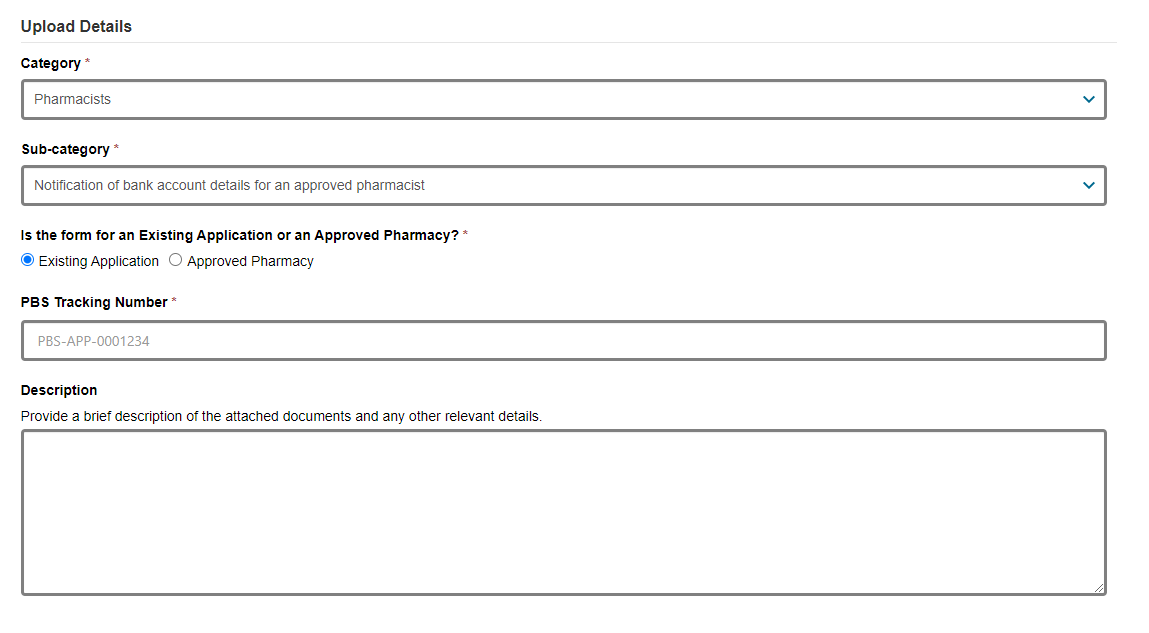 Upload Details
Category *
Pharmacists
Sub-category *
Notification of bank account details for an approved pharmacist
Is the form for an Existing Application or an Approved Pharmacy? *
Existing Application Approved Pharmacy
PBS Tracking Number *
PBS-APP-0001234
Description
Provide a brief description of the attached documents and any other relevant details.